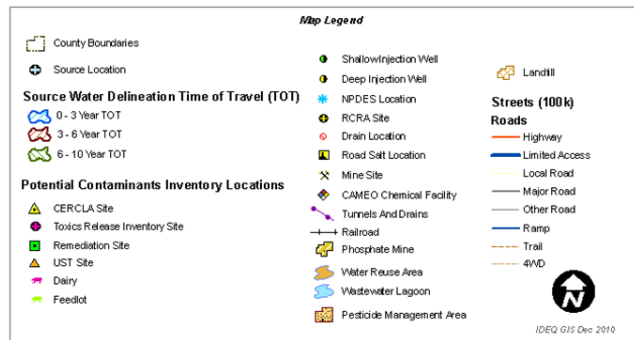 Map Legend
County Boundaries
Source Location
Source Water Delineation Time of Travel (TOT)
0 - 3 Year TOT
3 - 6 Year TOT
6 - 10 Year TOT
Potential Contaminants Inventory Locations
CERCLA Site
Toxics Release Inventory Site
Remediation Site
UST Site
Dairy
Feedlot
Shallow Injection Well
Deep Injection Well
NPDES Location
RCRA Site
Drain Location
Road Salt Location
Mine Site
CAMEO Chemical Facility
Tunnels And Drains
Railroad
Phosphate Mine
Water Reuse Area
Wastewater Lagoon
Pesticide Management Area
Landfill
Streets (100k)
Roads
Highway
Limited Access
Local Road
Major Road
Other Road
Ramp
Trail
4WD
N
IDEQ GIS Dec 2010